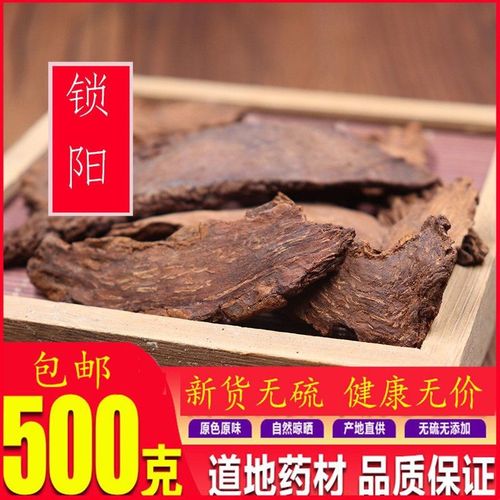 锁阳
包邮
500克
新货无硫 健康无价
原色原味 自然晾晒 产地直供 无硫无添加
道地药材 品质保证